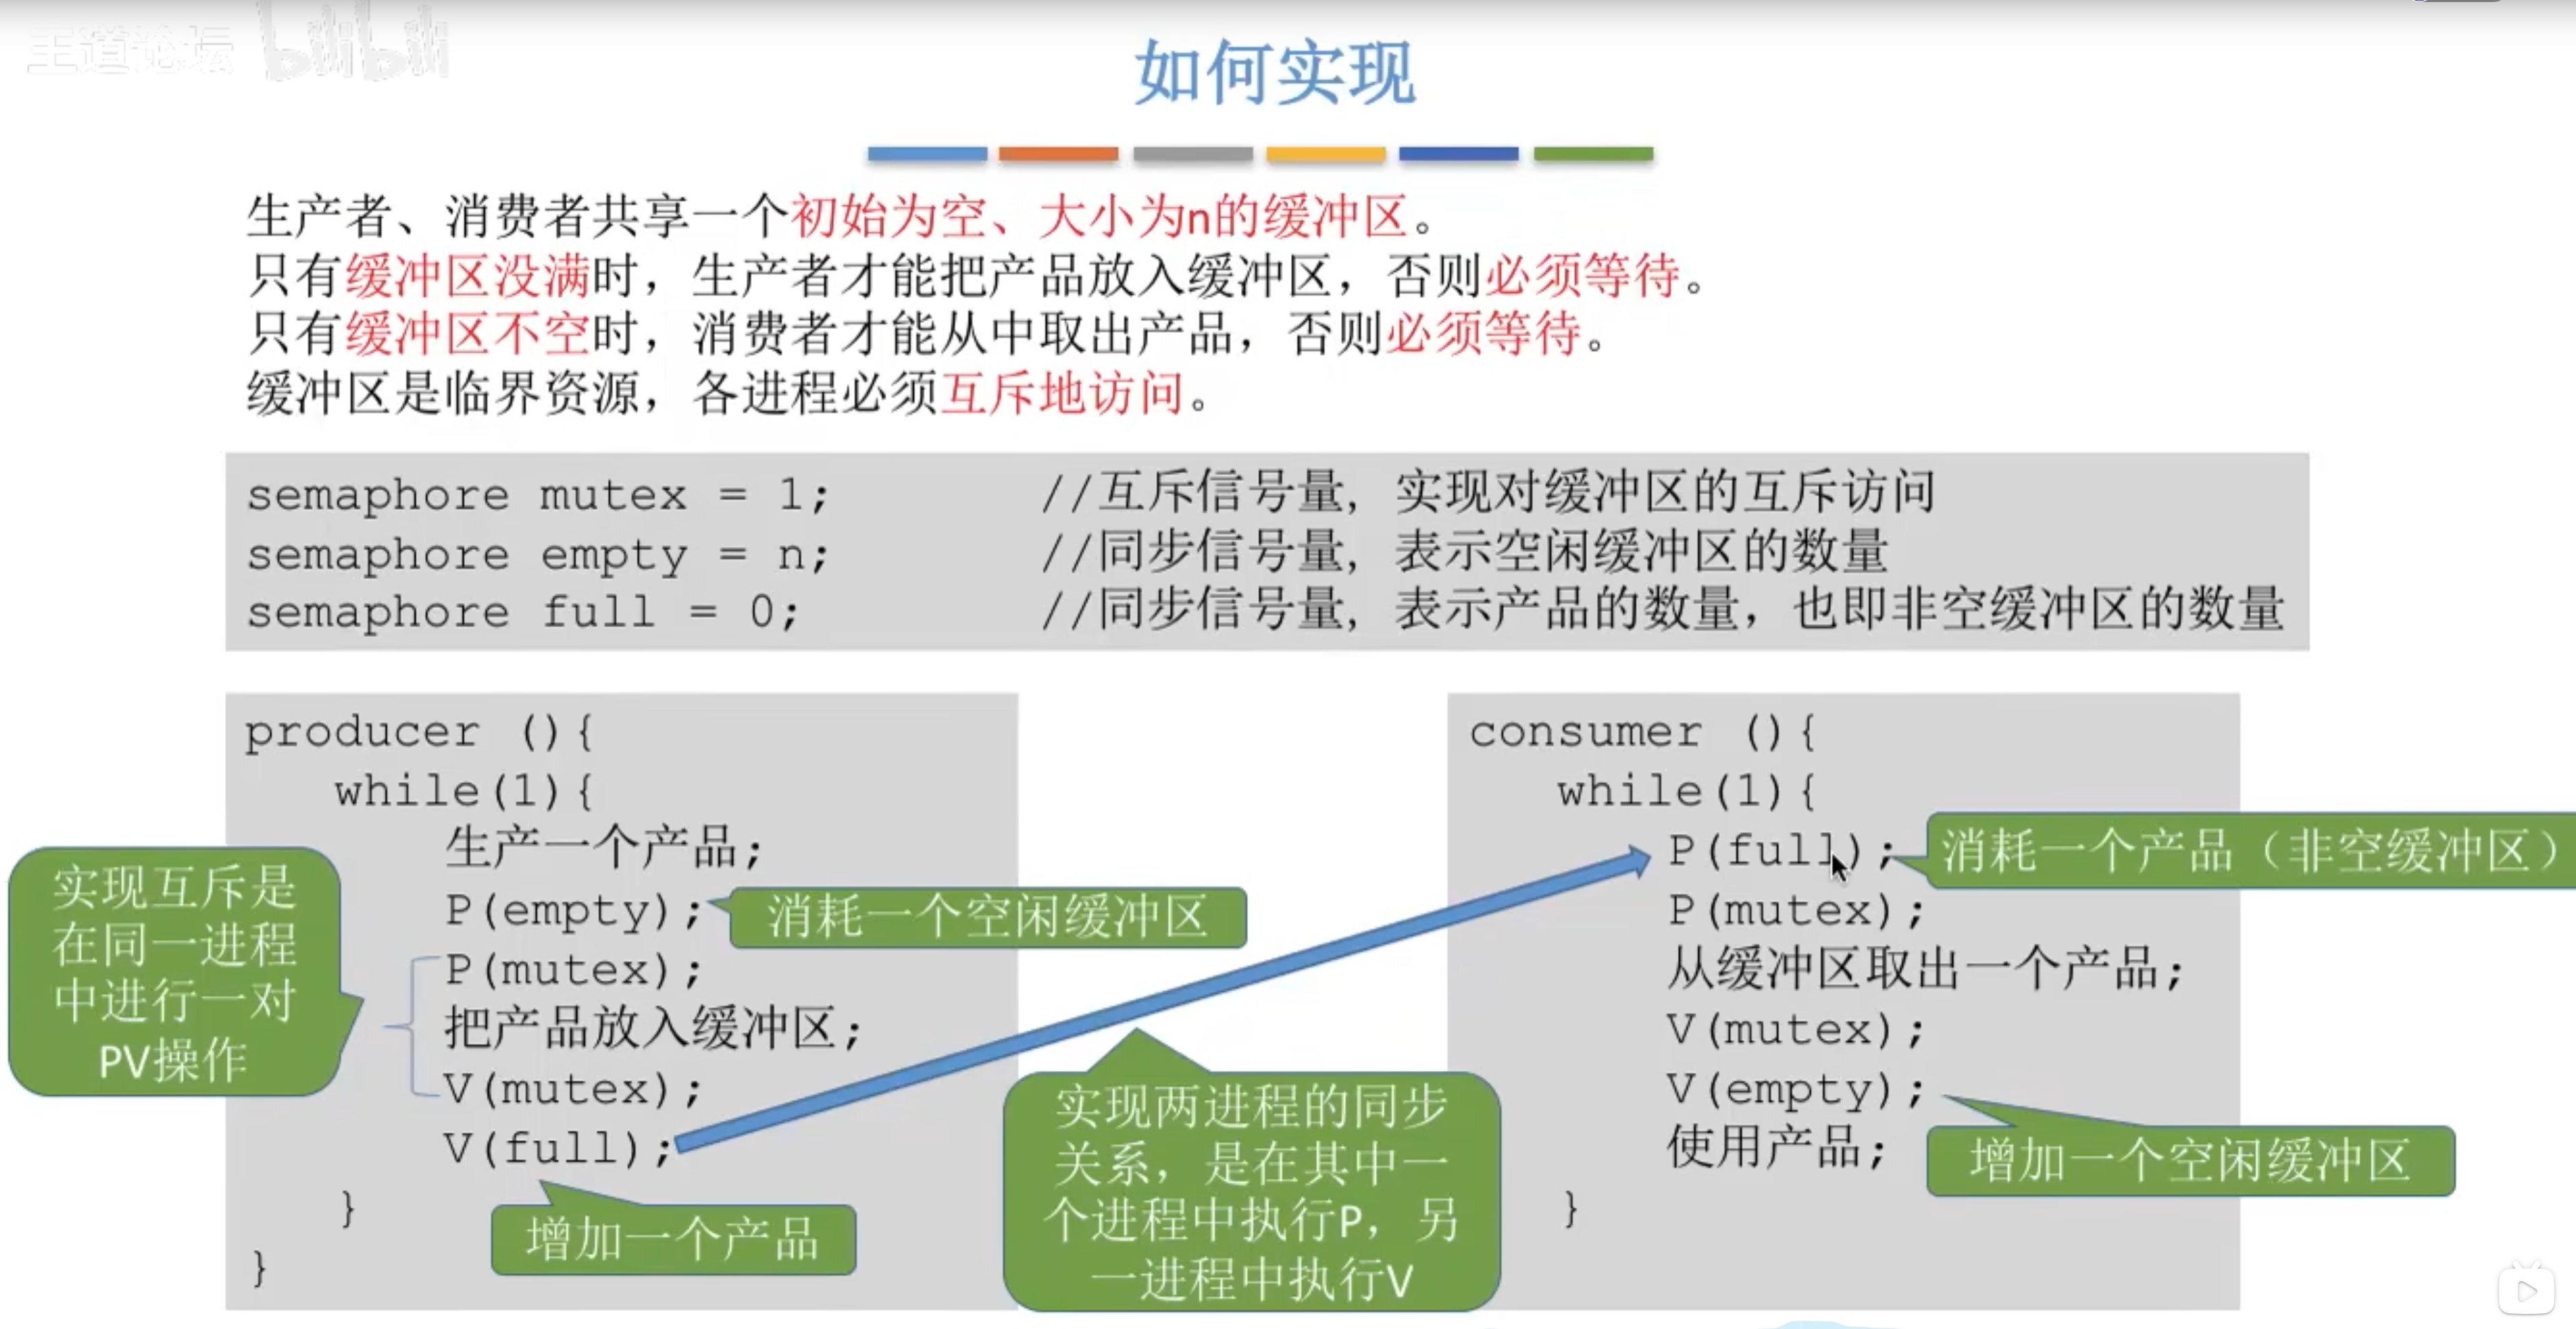 王道论坛 bilibili
如何实现
生产者、消费者共享一个初始为空、大小为n的缓冲区。
只有缓冲区没满时，生产者才能把产品放入缓冲区，否则必须等待。
只有缓冲区不空时，消费者才能从中取出产品，否则必须等待。
缓冲区是临界资源，各进程必须互斥地访问。
semaphore mutex = 1; //互斥信号量，实现对缓冲区的互斥访问
semaphore empty = n; //同步信号量，表示空闲缓冲区的数量
semaphore full = 0; //同步信号量，表示产品的数量，也即非空缓冲区的数量
producer (){
while(1){
生产一个产品;
P(empty);
消耗一个空闲缓冲区
P(mutex);
把产品放入缓冲区;
V(mutex);
V(full);
增加一个产品
}
}
实现互斥是
在同一进程
中进行一对
PV操作
实现两进程的同步
关系，是在其中一
个进程中执行P，另
一进程中执行V
consumer (){
while(1){
P(full);
消耗一个产品（非空缓冲区）
P(mutex);
从缓冲区取出一个产品;
V(mutex);
V(empty);
增加一个空闲缓冲区
使用产品;
}